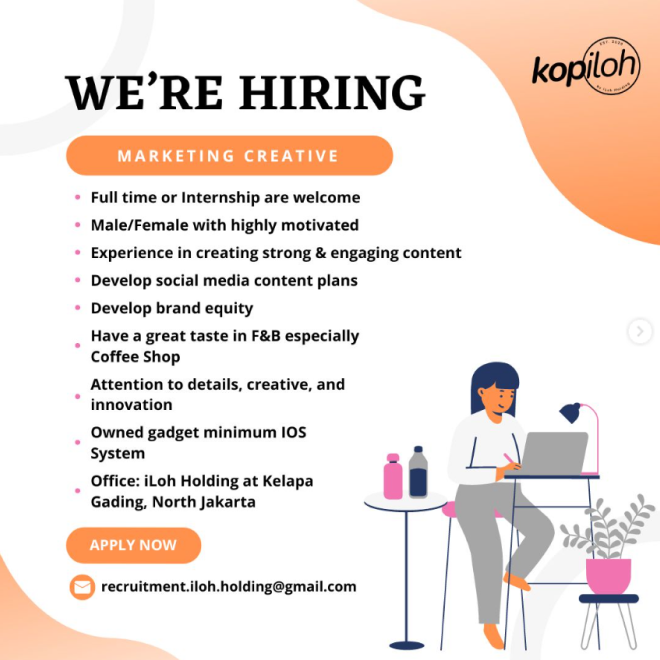 WE'RE HIRING
kopiloh
MARKETING CREATIVE
Full time or Internship are welcome
Male/Female with highly motivated
Experience in creating strong & engaging content
Develop social media content plans
Develop brand equity
Have a great taste in F&B especially
Coffee Shop
Attention to details, creative, and
innovation
Owned gadget minimum IOS
System
Office: iLoh Holding at Kelapa
Gading, North Jakarta
APPLY NOW
recruitment.iloh.holding@gmail.com